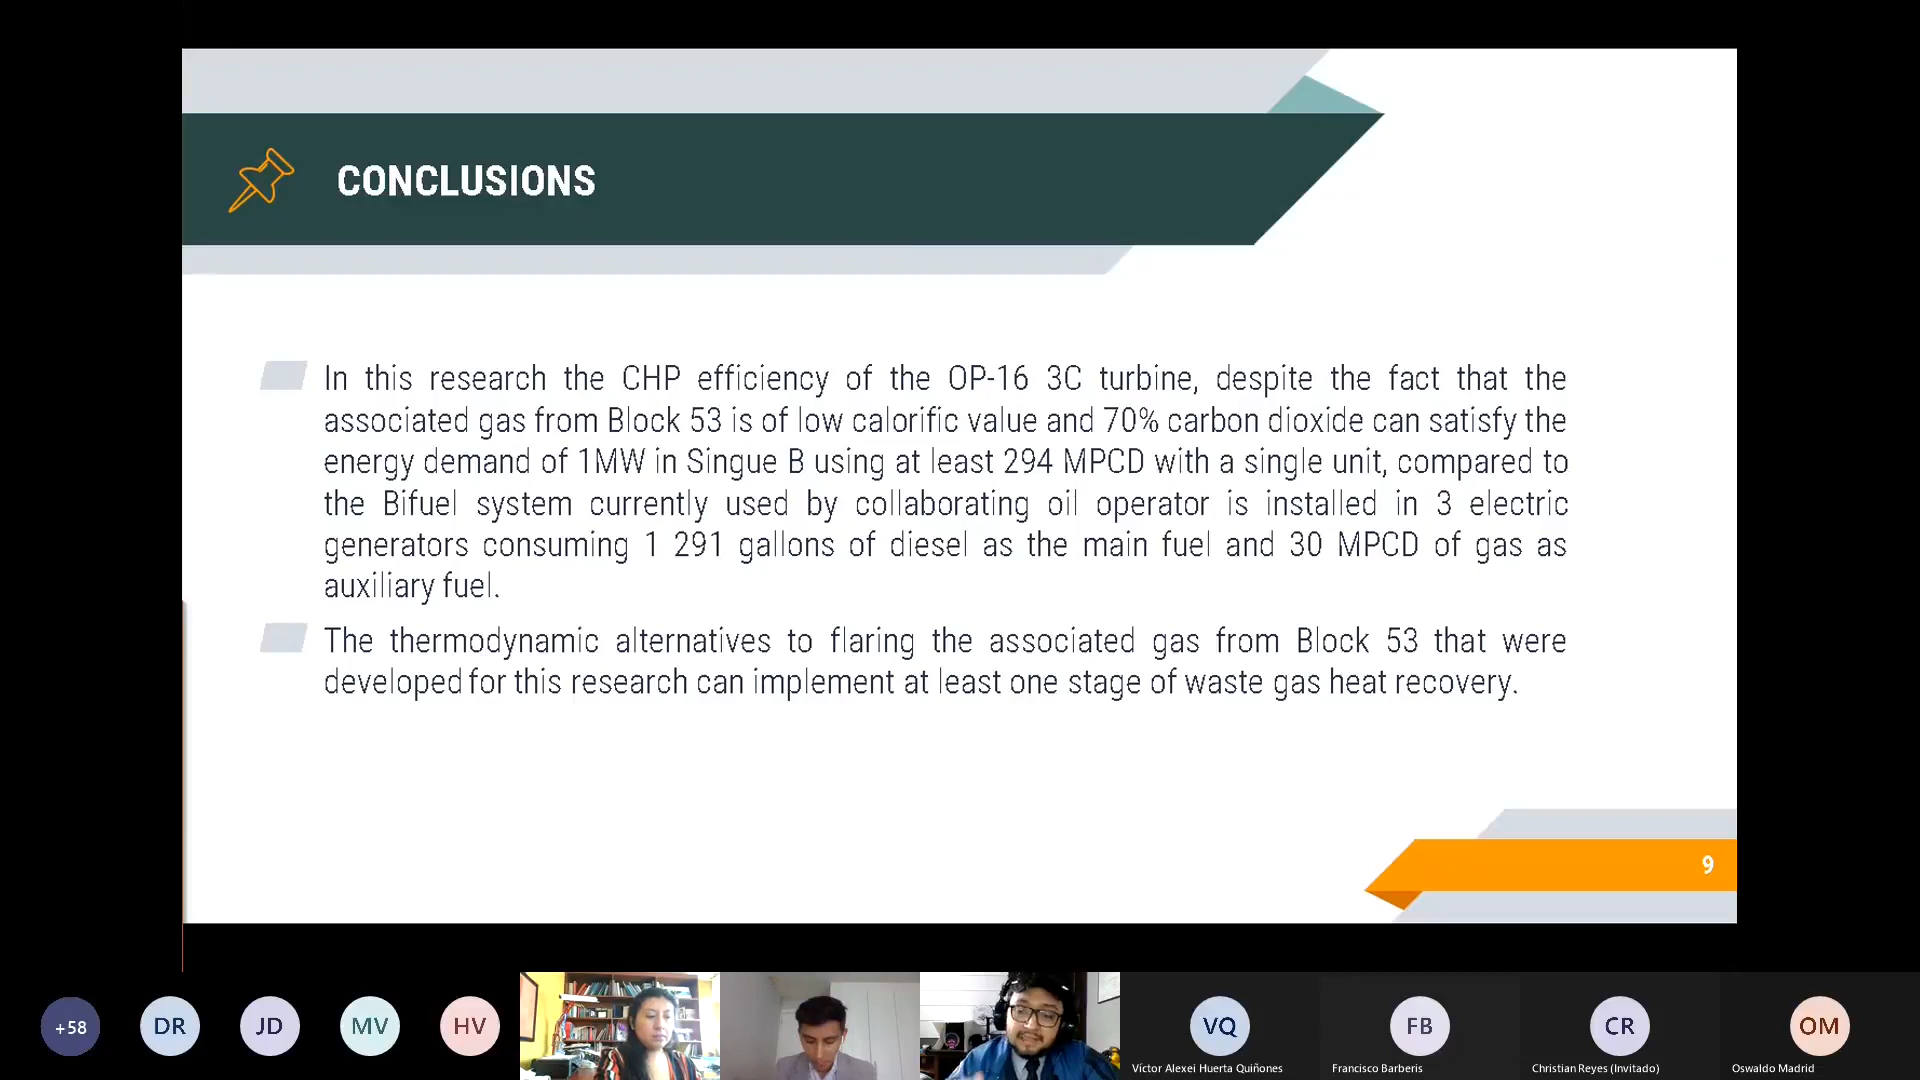 CONCLUSIONS
In this research the CHP efficiency of the OP-16 3C turbine, despite the fact that the
associated gas from Block 53 is of low calorific value and 70% carbon dioxide can satisfy the
energy demand of 1MW in Singue B using at least 294 MPCD with a single unit, compared to
the Bifuel system currently used by collaborating oil operator is installed in 3 electric
generators consuming 1 291 gallons of diesel as the main fuel and 30 MPCD of gas as
auxiliary fuel.
The thermodynamic alternatives to flaring the associated gas from Block 53 that were
developed for this research can implement at least one stage of waste gas heat recovery.
9
+58
DR
JD
MV
HV
VQ
FB
CR
OM
Víctor Alexei Huerta Quiñones
Francisco Barberis
Christian Reyes (Invitado)
Oswaldo Madrid